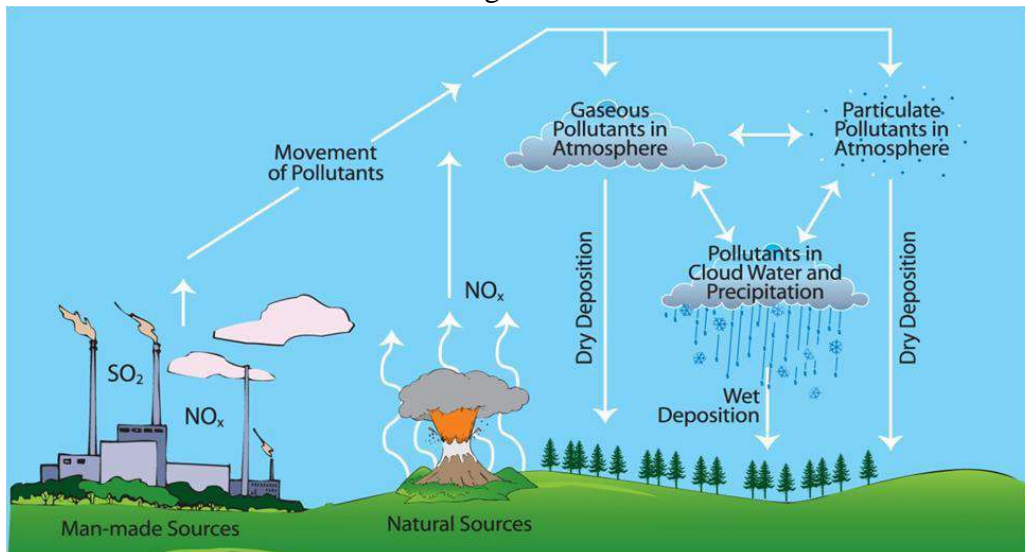 Gaseous
Pollutants in
Atmosphere
Particulate
Pollutants in
Atmosphere
Movement
of Pollutants
Dry Deposition
Pollutants in
Cloud Water and
Precipitation
Dry Deposition
NOₓ
SO₂
NOₓ
Wet
Deposition
Man-made Sources
Natural Sources